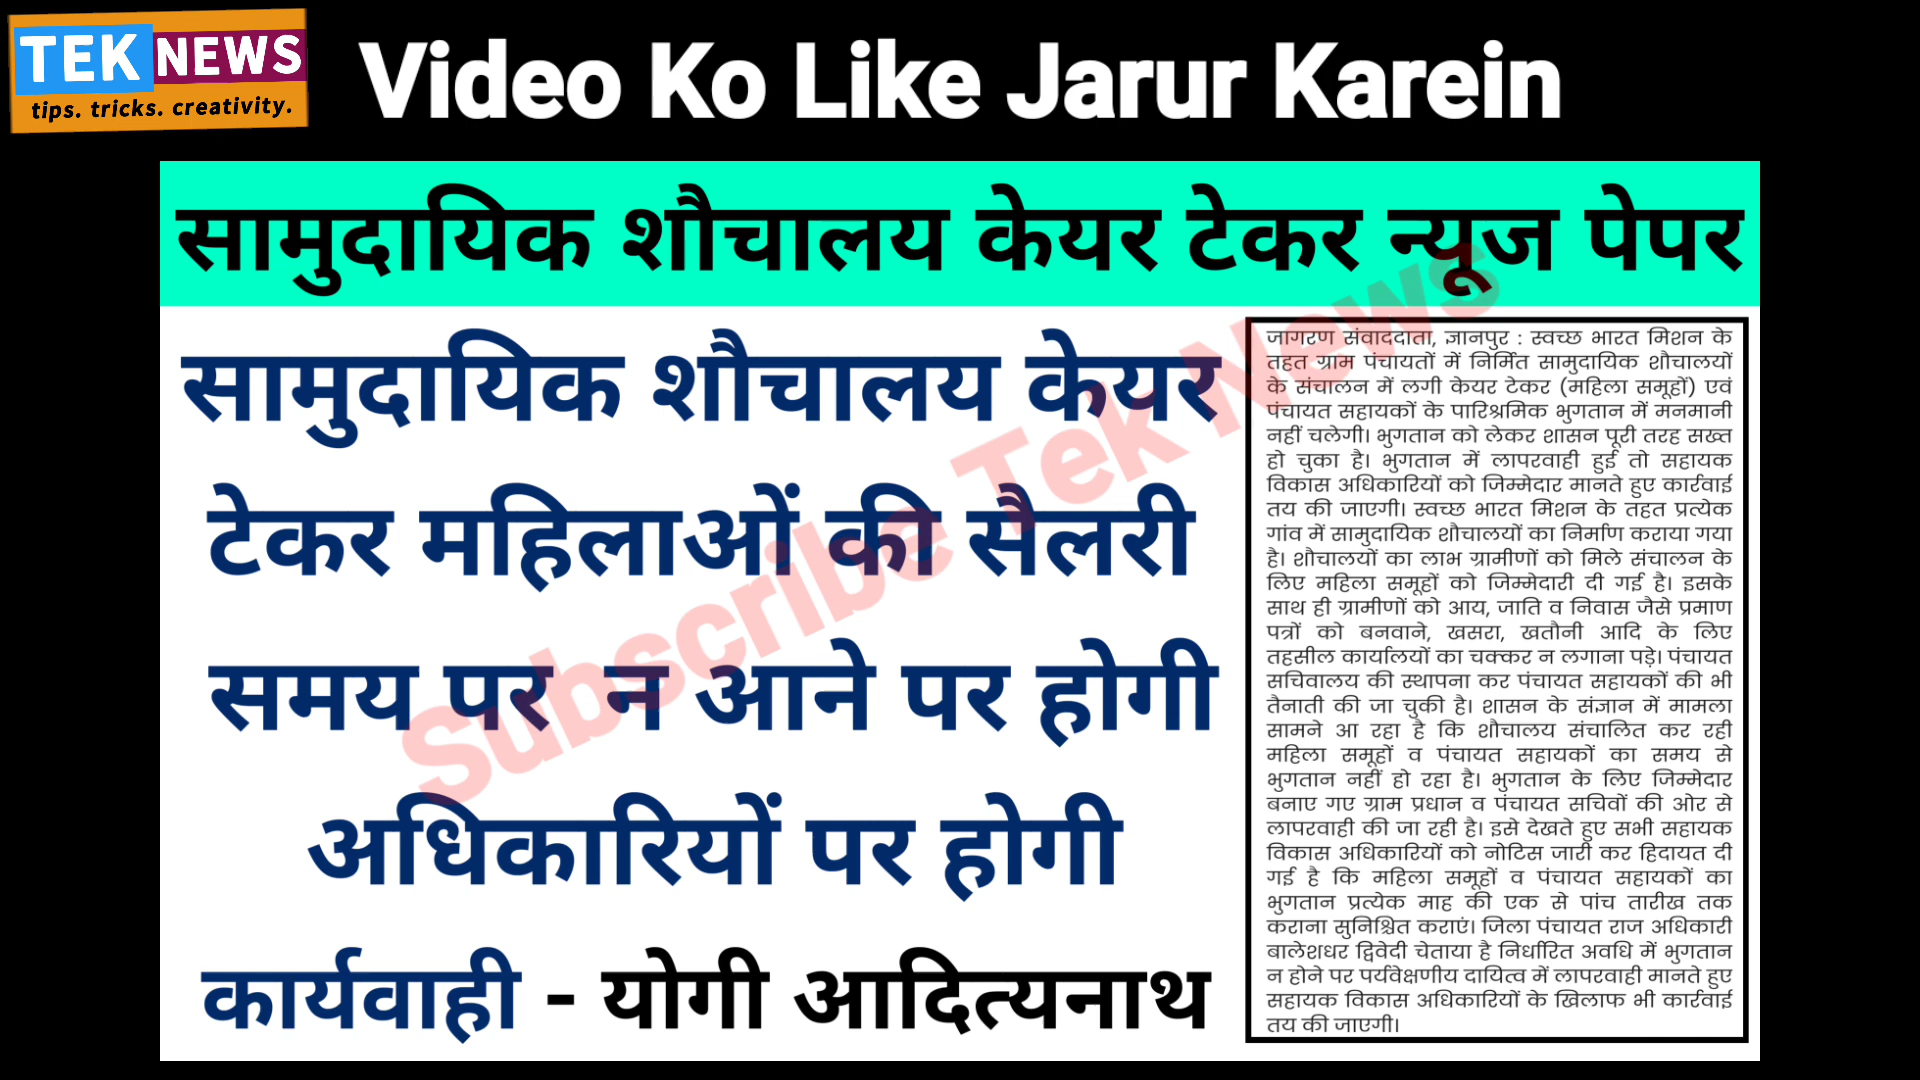 TEK NEWS
tips. tricks. creativity.
Video Ko Like Jarur Karein
सामुदायिक शौचालय केयर टेकर न्यूज पेपर
सामुदायिक शौचालय केयर
टेकर महिलाओं की सैलरी
समय पर न आने पर होगी
अधिकारियों पर होगी
कार्यवाही - योगी आदित्यनाथ
जागरण संवाददाता, ज्ञानपुर : स्वच्छ भारत मिशन के
तहत ग्राम पंचायतों में निर्मित सामुदायिक शौचालयों
के संचालन में लगी केयर टेकर (महिला समूहों) एवं
पंचायत सहायकों के पारिश्रमिक भुगतान में मनमानी
नहीं चलेगी। भुगतान को लेकर शासन पूरी तरह सख्त
हो चुका है। भुगतान में लापरवाही हुई तो सहायक
विकास अधिकारियों को जिम्मेदार मानते हुए कार्रवाई
तय की जाएगी। स्वच्छ भारत मिशन के तहत प्रत्येक
गांव में सामुदायिक शौचालयों का निर्माण कराया गया
है। शौचालयों का लाभ ग्रामीणों को मिले संचालन के
लिए महिला समूहों को जिम्मेदारी दी गई है। इसके
साथ ही ग्रामीणों को आय, जाति व निवास जैसे प्रमाण
पत्रों को बनवाने, खसरा, खतौनी आदि के लिए
तहसील कार्यालयों का चक्कर न लगाना पड़े। पंचायत
सचिवालय की स्थापना कर पंचायत सहायकों की भी
तैनाती की जा चुकी है। शासन के संज्ञान में मामला
सामने आ रहा है कि शौचालय संचालित कर रही
महिला समूहों व पंचायत सहायकों का समय से
भुगतान नहीं हो रहा है। भुगतान के लिए जिम्मेदार
बनाए गए ग्राम प्रधान व पंचायत सचिवों की ओर से
लापरवाही की जा रही है। इसे देखते हुए सभी सहायक
विकास अधिकारियों को नोटिस जारी कर हिदायत दी
गई है कि महिला समूहों व पंचायत सहायकों का
भुगतान प्रत्येक माह की एक से पांच तारीख तक
कराना सुनिश्चित कराएं। जिला पंचायत राज अधिकारी
बालेशधर द्विवेदी चेताया है निर्धारित अवधि में भुगतान
न होने पर पर्यवेक्षणीय दायित्व में लापरवाही मानते हुए
सहायक विकास अधिकारियों के खिलाफ भी कार्रवाई
तय की जाएगी।
Subscribe Tek News